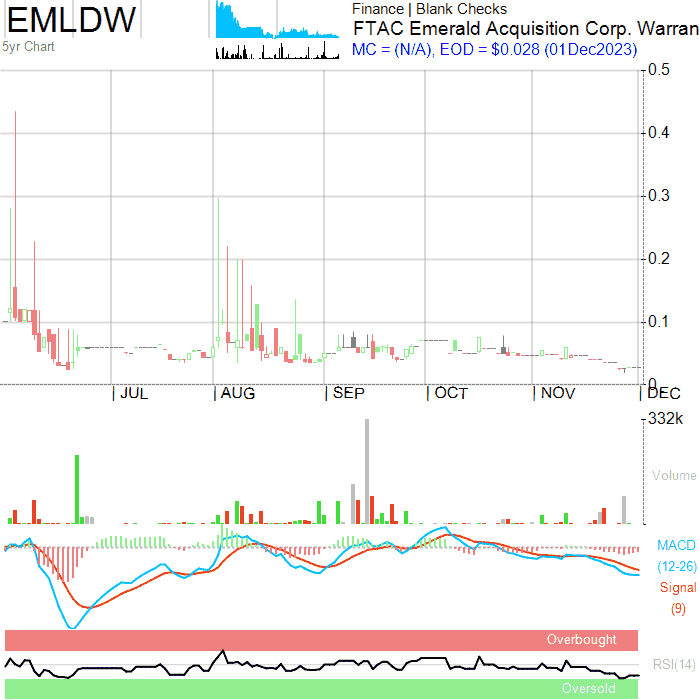 EMLDW
5yr Chart
Finance | Blank Checks
FTAC Emerald Acquisition Corp. Warran
MC = (N/A), EOD = $0.028 (01Dec2023)
0.5
0.4
0.3
0.2
0.1
0
JUL AUG SEP OCT NOV DEC
332k
Volume
MACD
(12-26)
Signal
(9)
Overbought
RSI(14)
Oversold